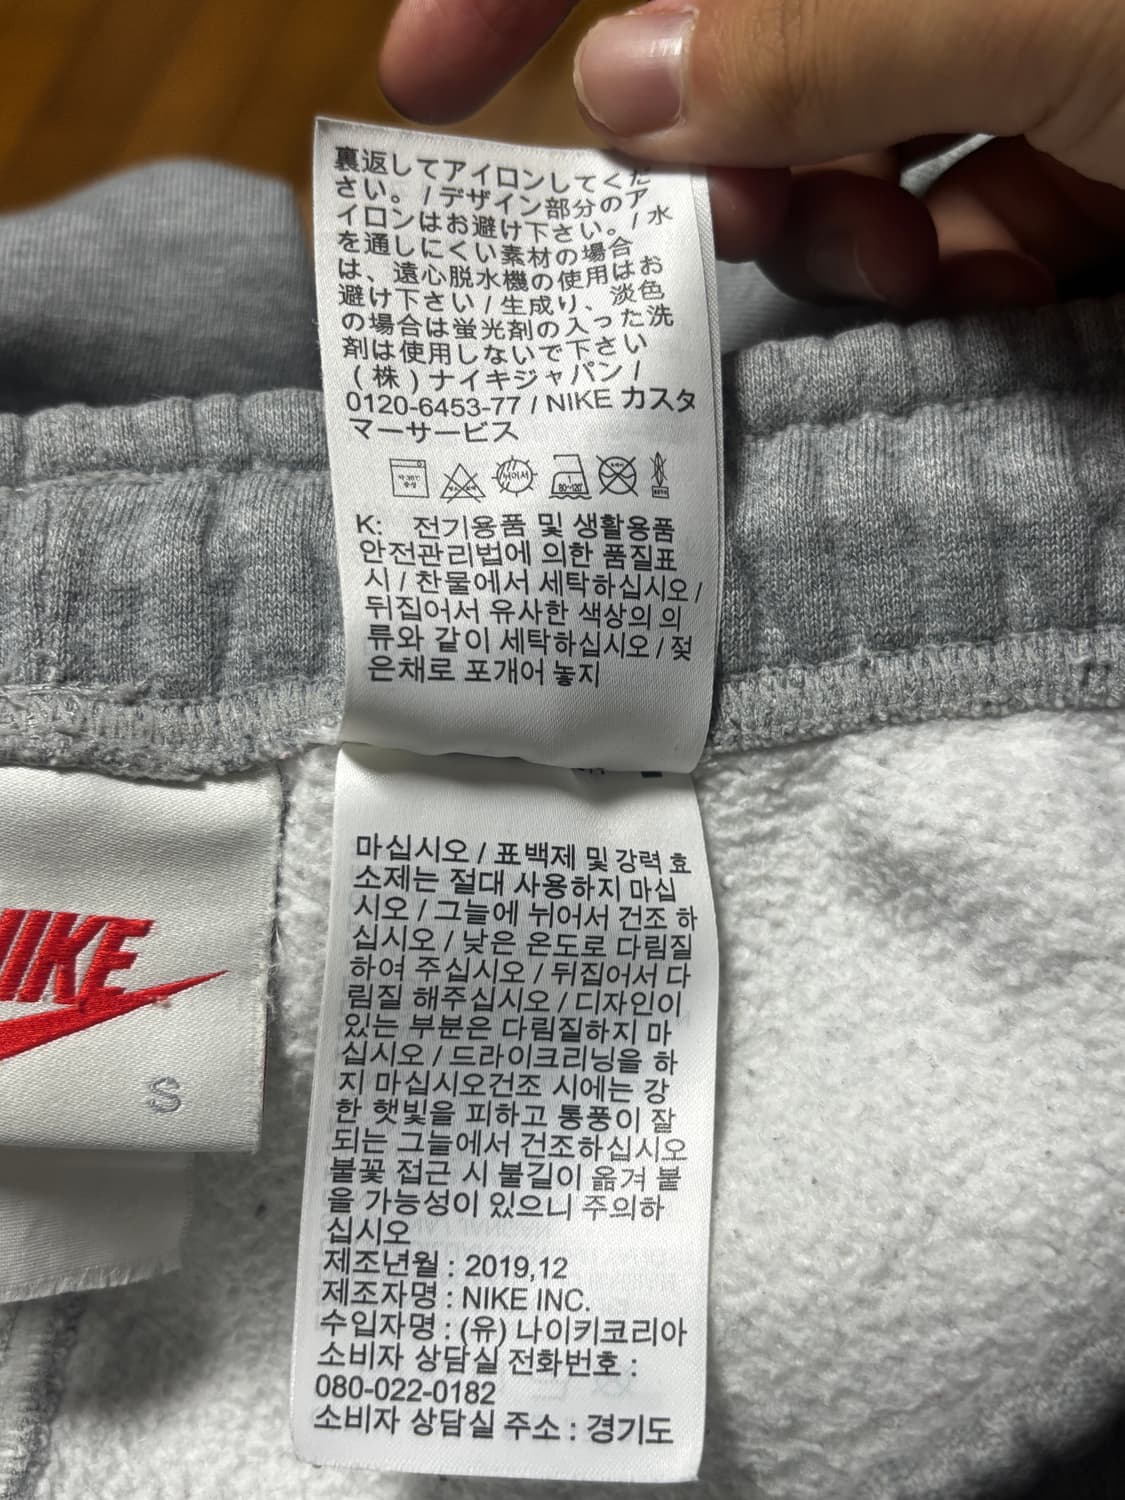 裏返してアイロンしてくだ
さい。/デザイン部分のア
イロンはお避け下さい。/水
を通しにくい素材の場合
は、遠心脱水機の使用はお
避け下さい/生成り、淡色
の場合は蛍光剤の入った洗
剤は使用しないで下さい
(株)ナイキジャパン/
0120-6453-77 / NIKE カスタ
マーサービス
K: 전기용품 및 생활용품
안전관리법에 의한 품질표
시 / 찬물에서 세탁하십시오 /
뒤집어서 유사한 색상의 의
류와 같이 세탁하십시오 / 젖
은채로 포개어 놓지
마십시오 / 표백제 및 강력 효
소제는 절대 사용하지 마십
시오 / 그늘에 뉘어서 건조 하
십시오 / 낮은 온도로 다림질
하여 주십시오 / 뒤집어서 다
림질 해주십시오 / 디자인이
있는 부분은 다림질하지 마
십시오 / 드라이크리닝을 하
지 마십시오건조 시에는 강
한 햇빛을 피하고 통풍이 잘
되는 그늘에서 건조하십시오
불꽃 접근 시 불길이 옮겨 붙
을 가능성이 있으니 주의하
십시오
제조년월 : 2019,12
제조자명 : NIKE INC.
수입자명 : (유) 나이키코리아
소비자 상담실 전화번호 :
080-022-0182
소비자 상담실 주소 : 경기도
NIKE
S